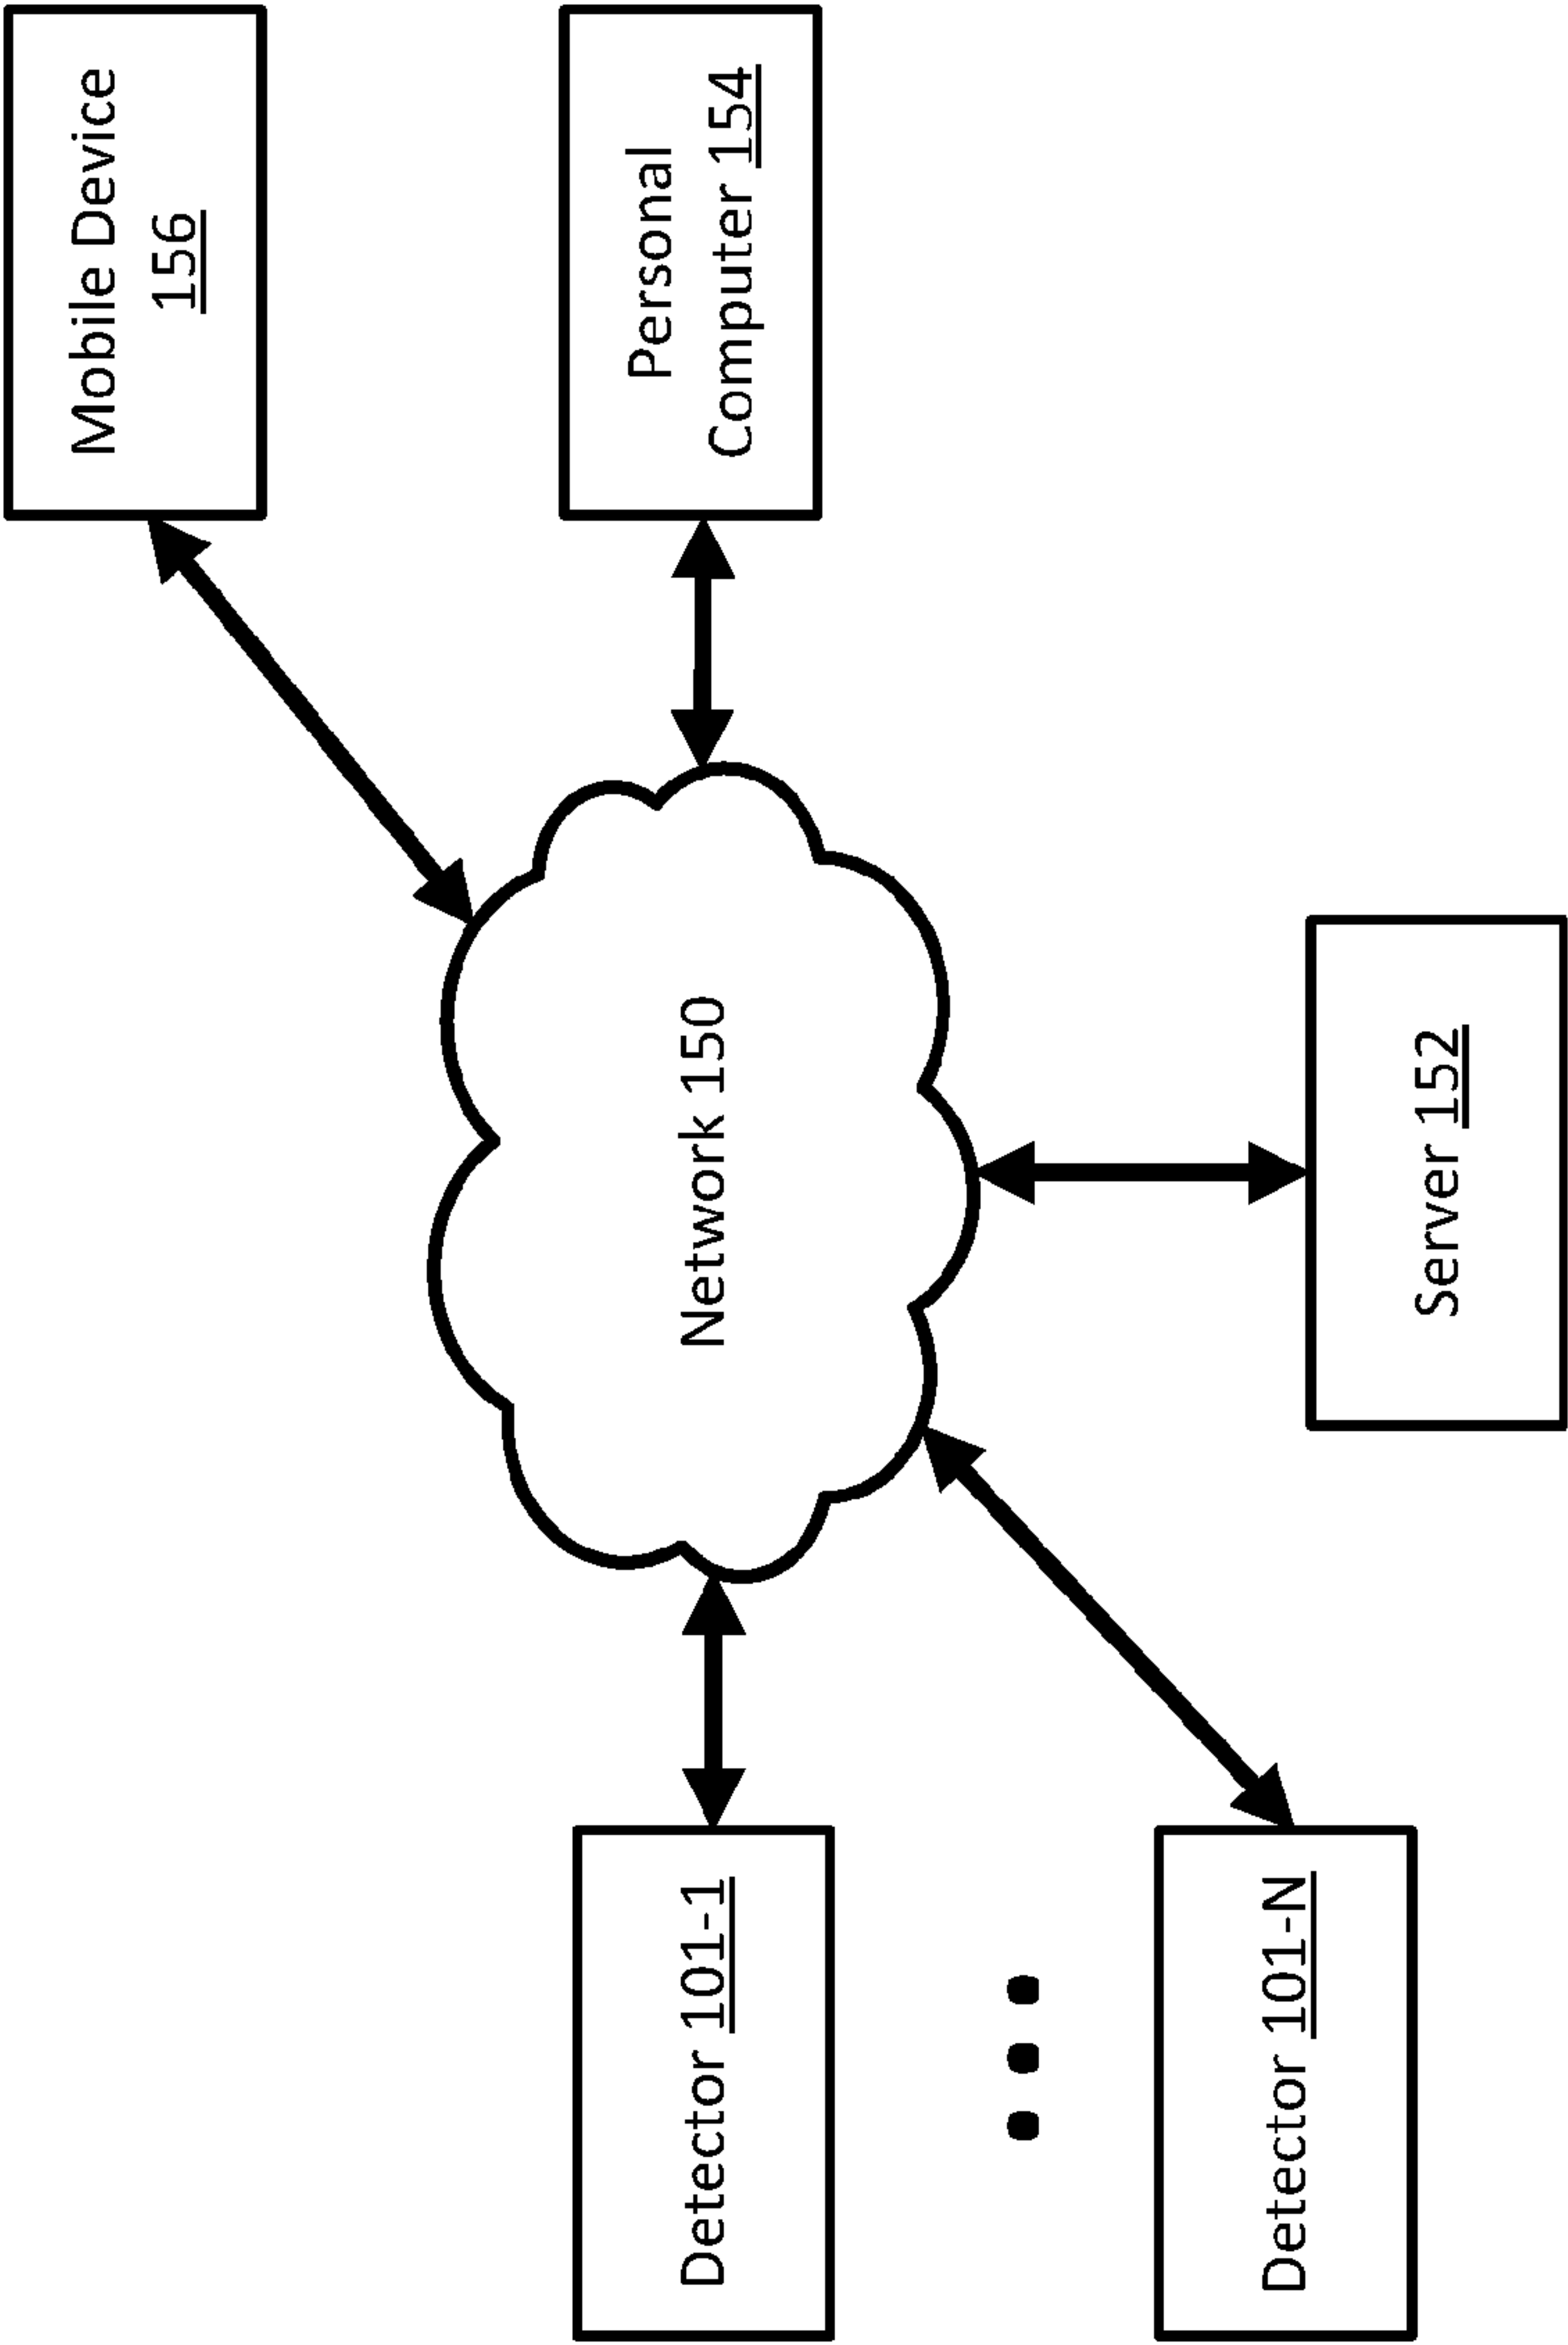 Mobile Device
156
Personal
Computer 154
Network 150
Server 152
Detector 101-1
Detector 101-N